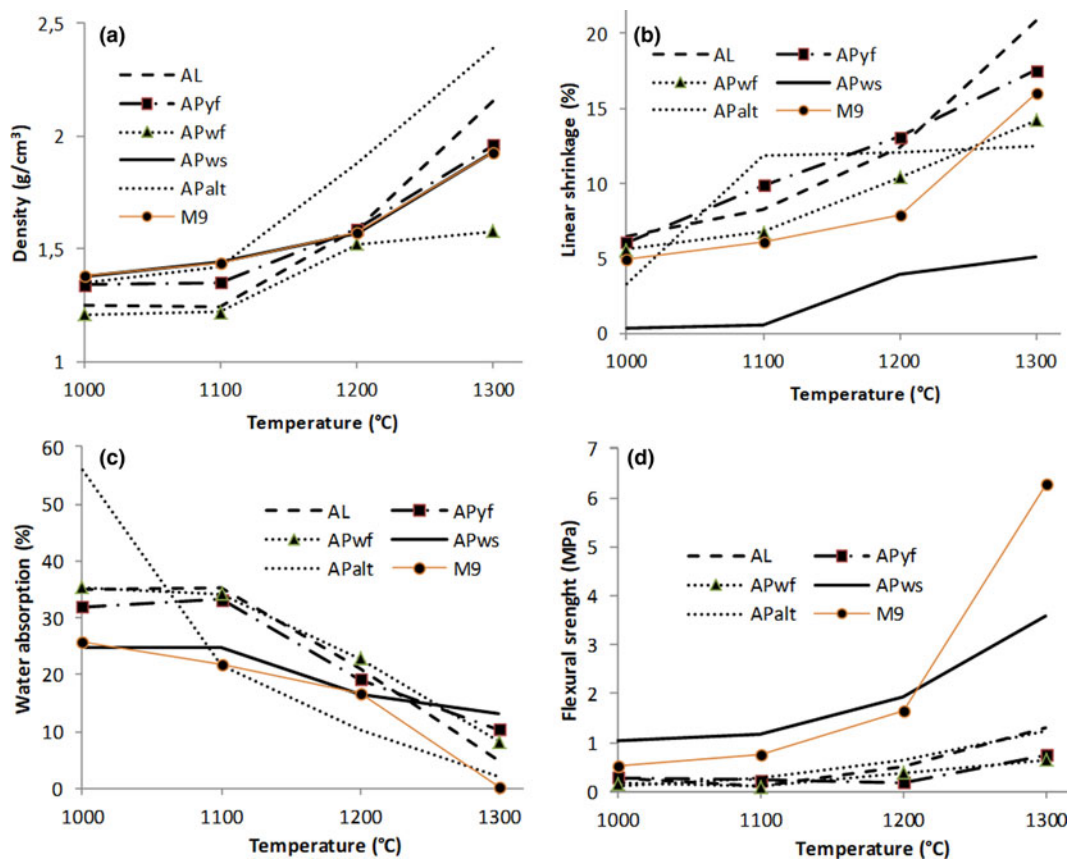 (a)
2,5
2
1,5
1
Density (g/cm³)
AL
APyf
APwf
APws
APalt
M9
1000 1100 1200 1300
Temperature (°C)
(b)
20
15
10
5
0
Linear shrinkage (%)
AL APyf
APwf APws
APalt M9
1000 1100 1200 1300
Temperature (°C)
(c)
60
50
40
30
20
10
0
Water absorption (%)
AL APyf
APwf APws
APalt M9
1000 1100 1200 1300
Temperature (°C)
(d)
7
6
5
4
3
2
1
0
Flexural srenght (MPa)
AL APyf
APwf APws
APalt M9
1000 1100 1200 1300
Temperature (°C)